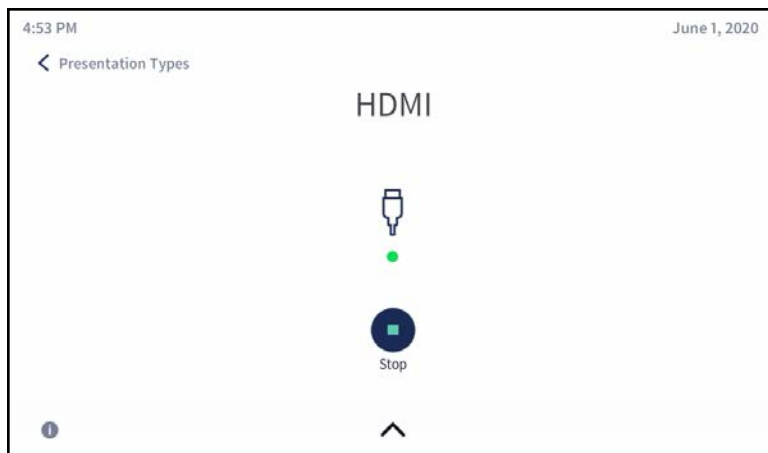 4:53 PM
June 1, 2020
Presentation Types
HDMI
Stop